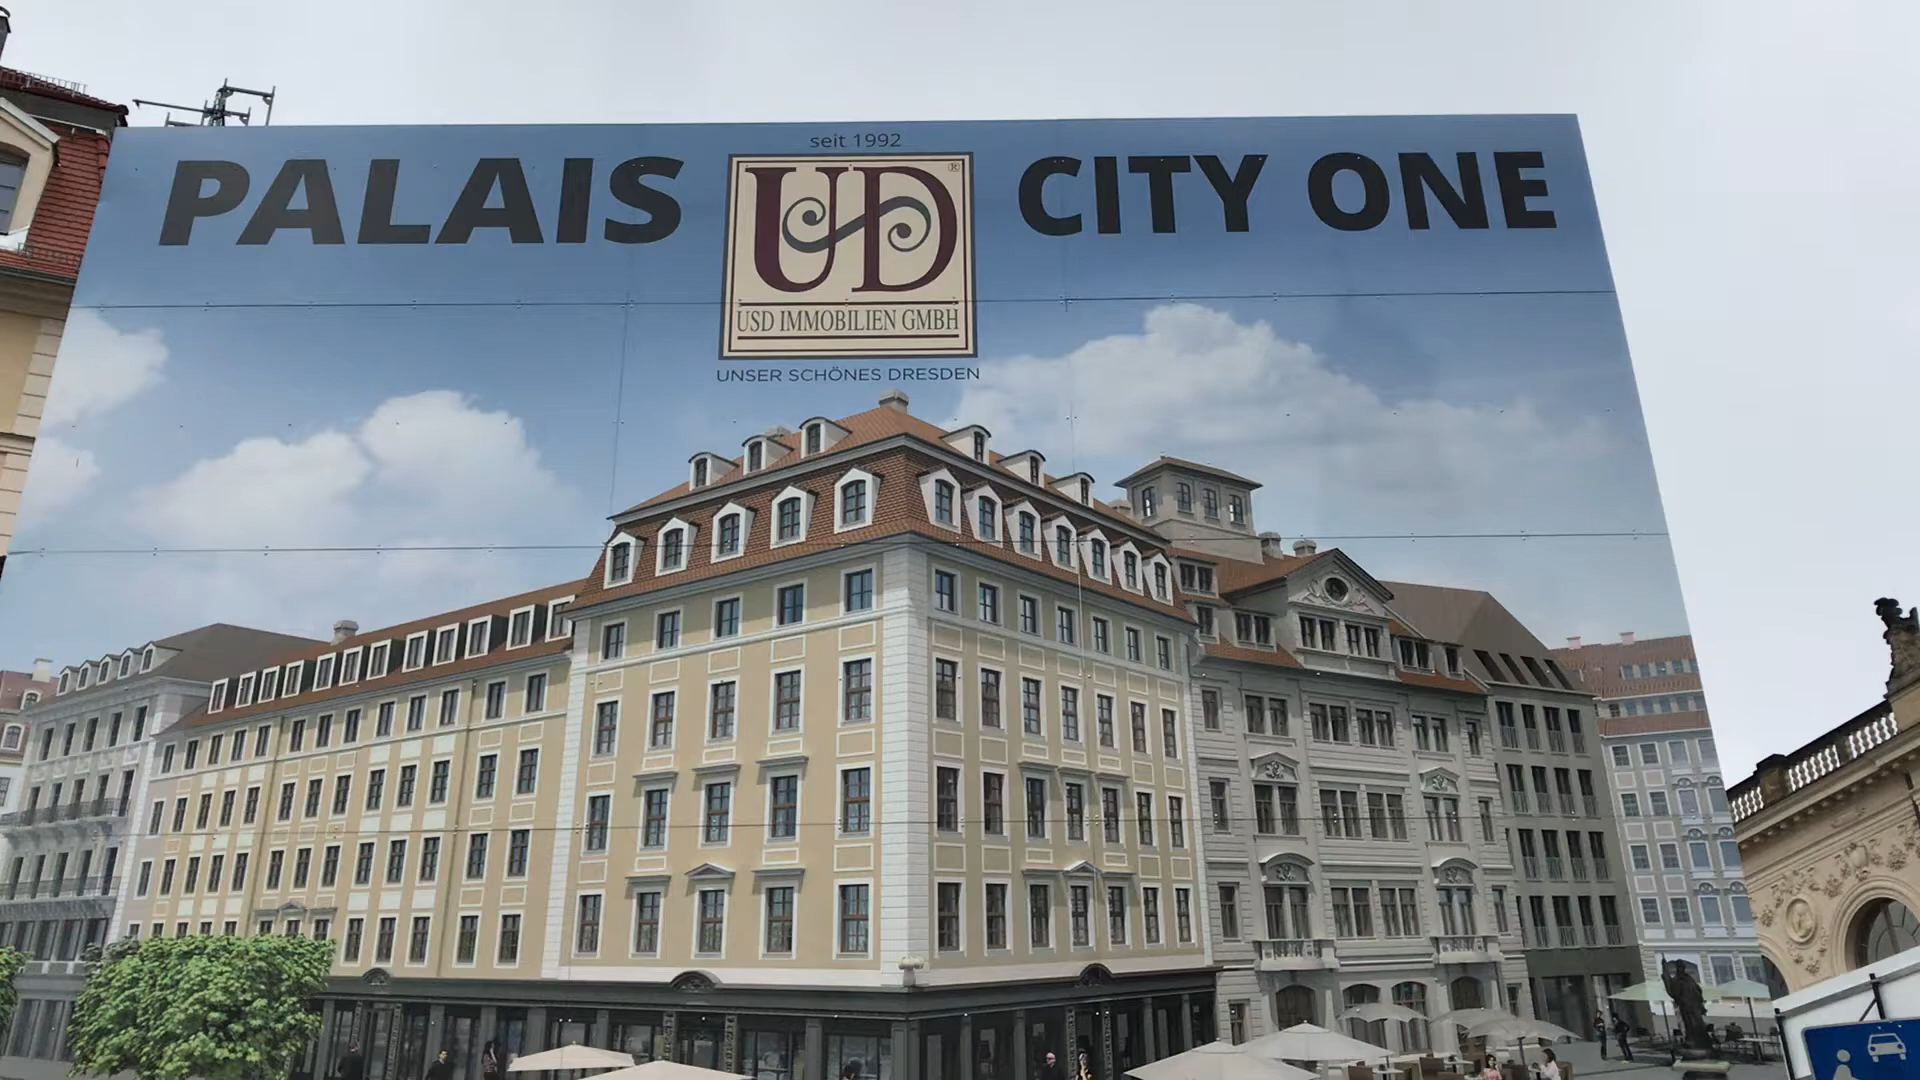 seit 1992
PALAIS
UD®
CITY ONE
USD IMMOBILIEN GMBH
UNSER SCHÖNES DRESDEN